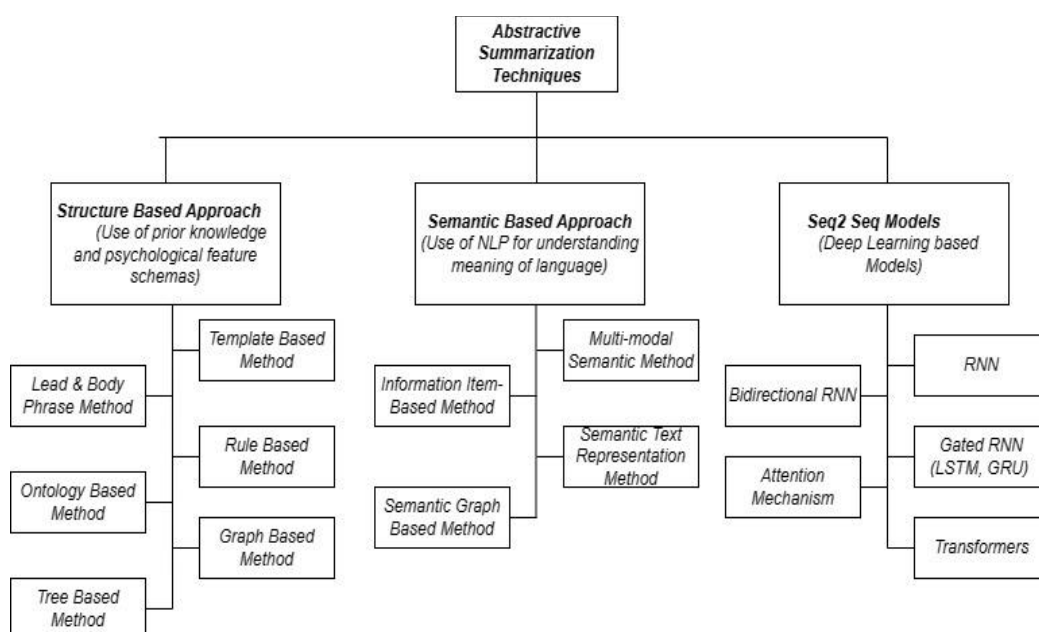 Abstractive
Summarization
Techniques
Structure Based Approach
(Use of prior knowledge
and psychological feature
schemas)
Semantic Based Approach
(Use of NLP for understanding
meaning of language)
Seq2 Seq Models
(Deep Learning based
Models)
Template Based
Method
Lead & Body
Phrase Method
Rule Based
Method
Ontology Based
Method
Graph Based
Method
Tree Based
Method
Multi-modal
Semantic Method
Information Item-
Based Method
Semantic Text
Representation
Method
Semantic Graph
Based Method
RNN
Bidirectional RNN
Gated RNN
(LSTM, GRU)
Attention
Mechanism
Transformers